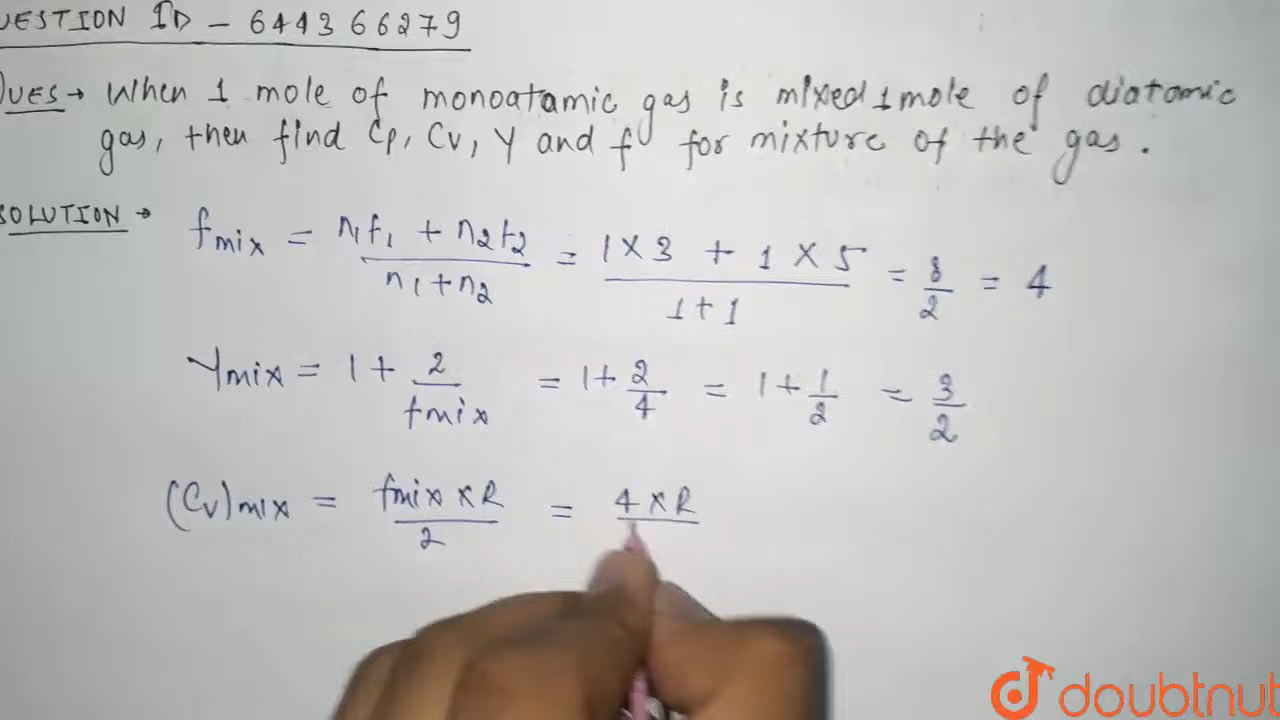 UESTION ID - 644366279
QUES → When 1 mole of monoatamic gas is mixed 1 mole of diatomic
gas, then find Cp, Cv, γ and f for mixture of the gas.
SOLUTION → fmix = n1f1 + n2f2 / n1+n2 = 1×3 + 1×5 / 1+1 = 8/2 = 4
γmix = 1+ 2/fmix = 1+ 2/4 = 1+ 1/2 = 3/2
(Cv)mix = fmix × R / 2 = 4×R
doubtnut